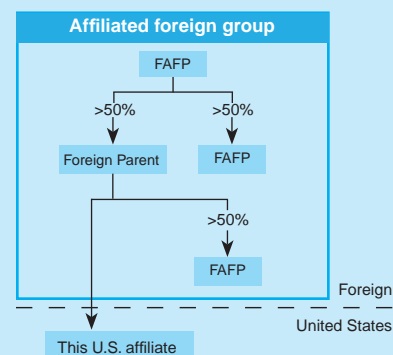 Affiliated foreign group
FAFP
>50% >50%
Foreign Parent FAFP
>50%
FAFP
Foreign
United States
This U.S. affiliate